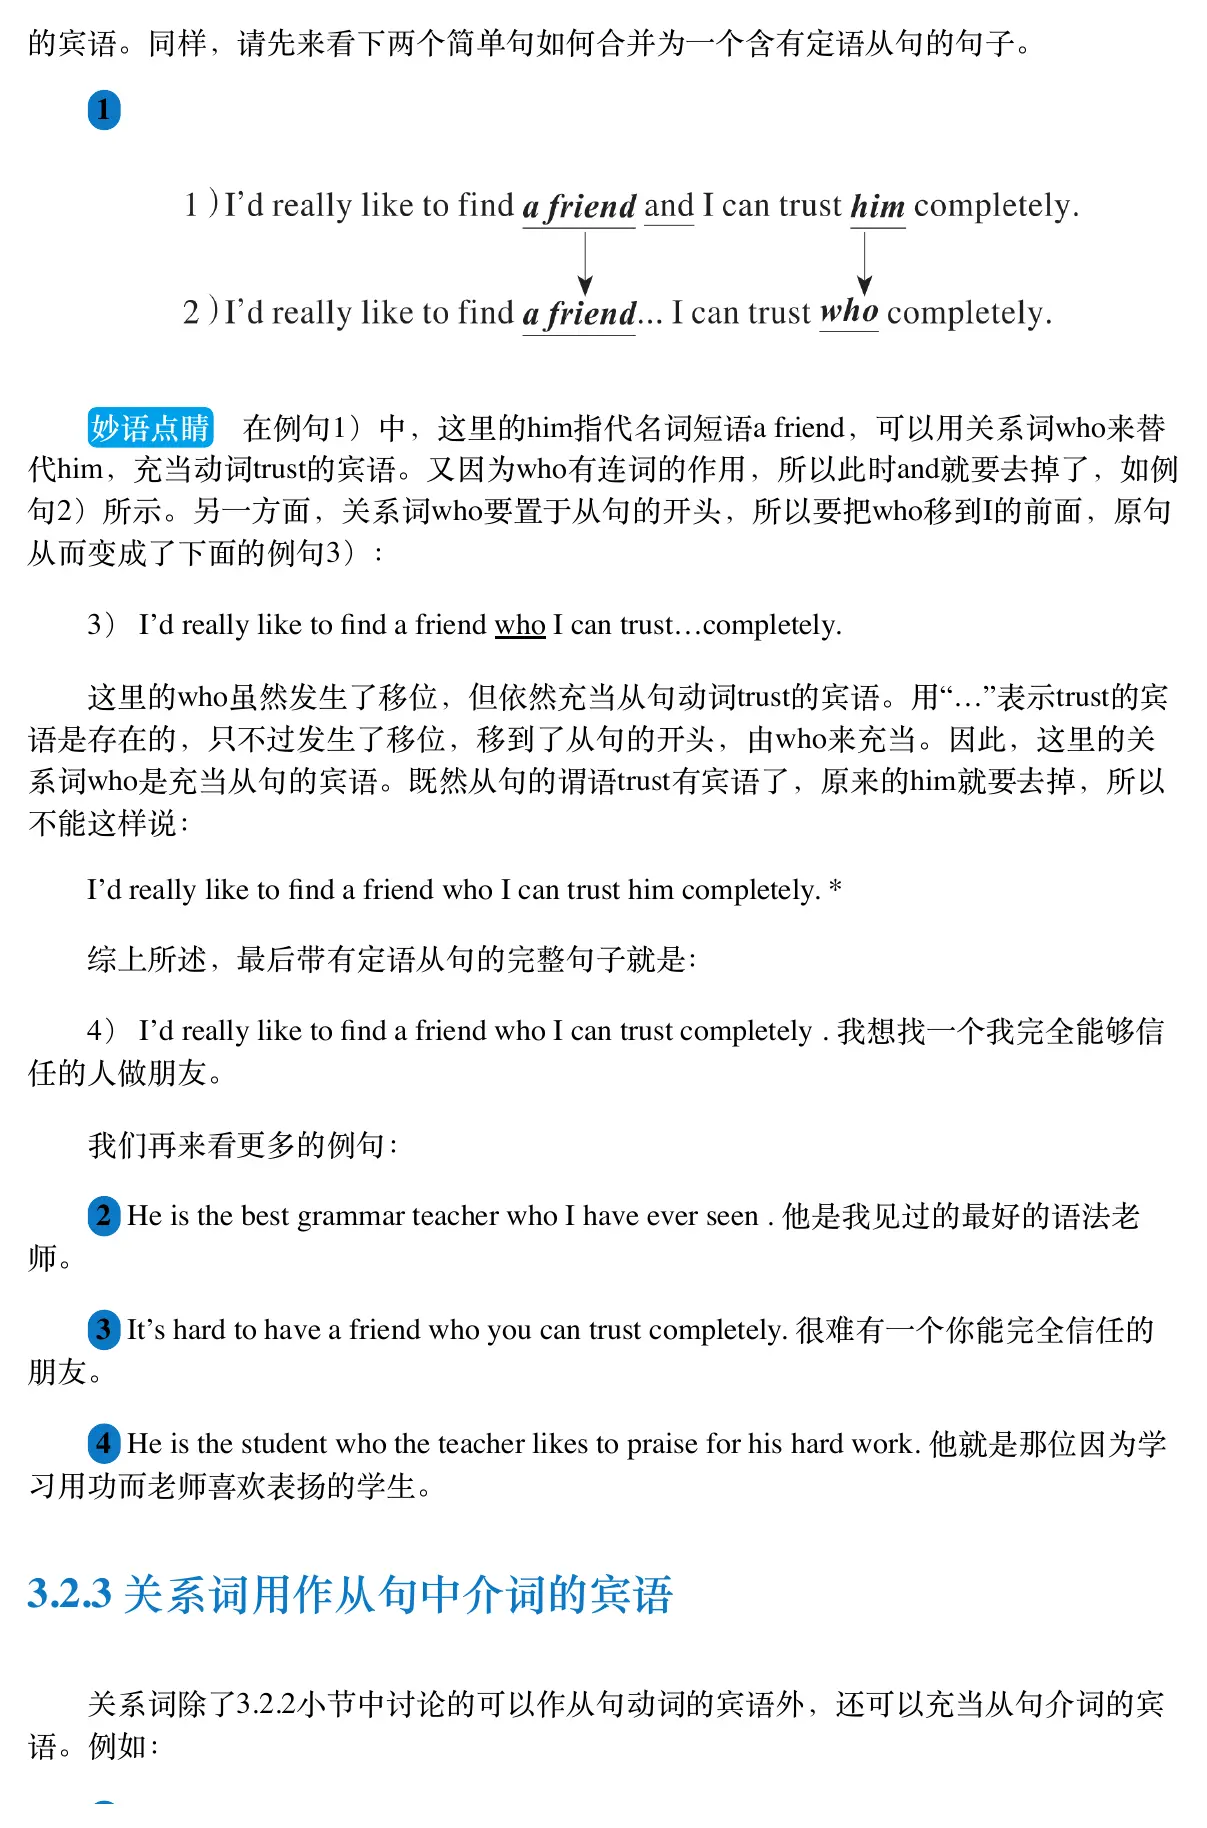 的宾语。同样，请先来看下两个简单句如何合并为一个含有定语从句的句子。
1
1）I’d really like to find a friend and I can trust him completely.
2）I’d really like to find a friend... I can trust who completely.
妙语点睛 在例句1）中，这里的him指代名词短语a friend，可以用关系词who来替
代him，充当动词trust的宾语。又因为who有连词的作用，所以此时and就要去掉了，如例
句2）所示。另一方面，关系词who要置于从句的开头，所以要把who移到I的前面，原句
从而变成了下面的例句3）：
3） I’d really like to find a friend who I can trust…completely.
这里的who虽然发生了移位，但依然充当从句动词trust的宾语。用“…”表示trust的宾
语是存在的，只不过发生了移位，移到了从句的开头，由who来充当。因此，这里的关
系词who是充当从句的宾语。既然从句的谓语trust有宾语了，原来的him就要去掉，所以
不能这样说：
I’d really like to find a friend who I can trust him completely. *
综上所述，最后带有定语从句的完整句子就是：
4） I’d really like to find a friend who I can trust completely . 我想找一个我完全能够信
任的人做朋友。
我们再来看更多的例句：
2 He is the best grammar teacher who I have ever seen . 他是我见过的最好的语法老
师。
3 It’s hard to have a friend who you can trust completely. 很难有一个你能完全信任的
朋友。
4 He is the student who the teacher likes to praise for his hard work. 他就是那位因为学
习用功而老师喜欢表扬的学生。
3.2.3 关系词用作从句中介词的宾语
关系词除了3.2.2小节中讨论的可以作从句动词的宾语外，还可以充当从句介词的宾
语。例如：